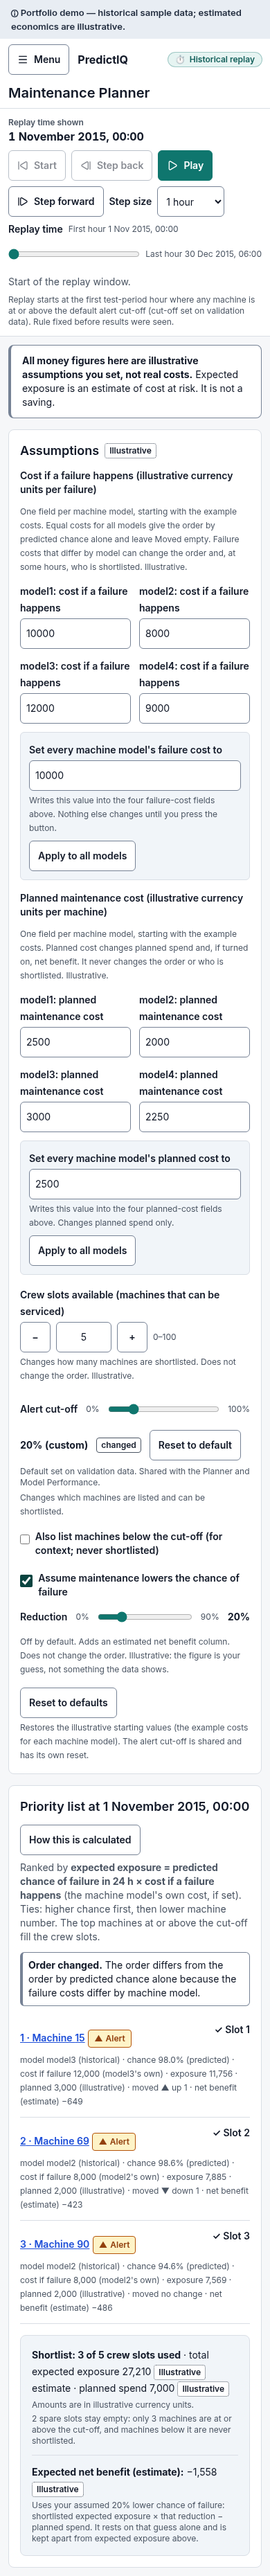 Portfolio demo — historical sample data; estimated
economics are illustrative.
Menu
PredictIQ
Historical replay
Maintenance Planner
Replay time shown
1 November 2015, 00:00
Start
Step back
Play
Step forward
Step size
1 hour
Replay time First hour 1 Nov 2015, 00:00
Last hour 30 Dec 2015, 06:00
Start of the replay window.
Replay starts at the first test-period hour where any machine is
at or above the default alert cut-off (cut-off set on validation
data). Rule fixed before results were seen.
All money figures here are illustrative
assumptions you set, not real costs. Expected
exposure is an estimate of cost at risk. It is not a
saving.
Assumptions Illustrative
Cost if a failure happens (illustrative currency
units per failure)
One field per machine model, starting with the example
costs. Equal costs for all models give the order by
predicted chance alone and leave Moved empty. Failure
costs that differ by model can change the order and, at
some hours, who is shortlisted. Illustrative.
model1: cost if a failure
happens
model2: cost if a failure
happens
10000
8000
model3: cost if a failure
happens
model4: cost if a failure
happens
12000
9000
Set every machine model's failure cost to
10000
Writes this value into the four failure-cost fields
above. Nothing else changes until you press the
button.
Apply to all models
Planned maintenance cost (illustrative currency
units per machine)
One field per machine model, starting with the example
costs. Planned cost changes planned spend and, if turned
on, net benefit. It never changes the order or who is
shortlisted. Illustrative.
model1: planned
maintenance cost
model2: planned
maintenance cost
2500
2000
model3: planned
maintenance cost
model4: planned
maintenance cost
3000
2250
Set every machine model's planned cost to
2500
Writes this value into the four planned-cost fields
above. Changes planned spend only.
Apply to all models
Crew slots available (machines that can be
serviced)
− 5 + 0–100
Changes how many machines are shortlisted. Does not
change the order. Illustrative.
Alert cut-off 0% 100%
20% (custom) changed Reset to default
Default set on validation data. Shared with the Planner and
Model Performance.
Changes which machines are listed and can be
shortlisted.
Also list machines below the cut-off (for
context; never shortlisted)
Assume maintenance lowers the chance of
failure
Reduction 0% 90% 20%
Off by default. Adds an estimated net benefit column.
Does not change the order. Illustrative: the figure is your
guess, not something the data shows.
Reset to defaults
Restores the illustrative starting values (the example costs
for each machine model). The alert cut-off is shared and
has its own reset.
Priority list at 1 November 2015, 00:00
How this is calculated
Ranked by expected exposure = predicted
chance of failure in 24 h × cost if a failure
happens (the machine model's own cost, if set).
Ties: higher chance first, then lower machine
number. The top machines at or above the cut-off
fill the crew slots.
Order changed. The order differs from the
order by predicted chance alone because the
failure costs differ by machine model.
1 · Machine 15 ▲ Alert ✓ Slot 1
model model3 (historical) · chance 98.0% (predicted) ·
cost if failure 12,000 (model3's own) · exposure 11,756 ·
planned 3,000 (illustrative) · moved ▲ up 1 · net benefit
(estimate) −649
2 · Machine 69 ▲ Alert ✓ Slot 2
model model2 (historical) · chance 98.6% (predicted) ·
cost if failure 8,000 (model2's own) · exposure 7,885 ·
planned 2,000 (illustrative) · moved ▼ down 1 · net benefit
(estimate) −423
3 · Machine 90 ▲ Alert ✓ Slot 3
model model2 (historical) · chance 94.6% (predicted) ·
cost if failure 8,000 (model2's own) · exposure 7,569 ·
planned 2,000 (illustrative) · moved no change · net
benefit (estimate) −486
Shortlist: 3 of 5 crew slots used · total
expected exposure 27,210 Illustrative
estimate · planned spend 7,000 Illustrative
Amounts are in illustrative currency units.
2 spare slots stay empty: only 3 machines are at or
above the cut-off, and machines below it are never
shortlisted.
Expected net benefit (estimate): −1,558
Illustrative
Uses your assumed 20% lower chance of failure:
shortlisted expected exposure × that reduction −
planned spend. It rests on that guess alone and is
kept apart from expected exposure above.